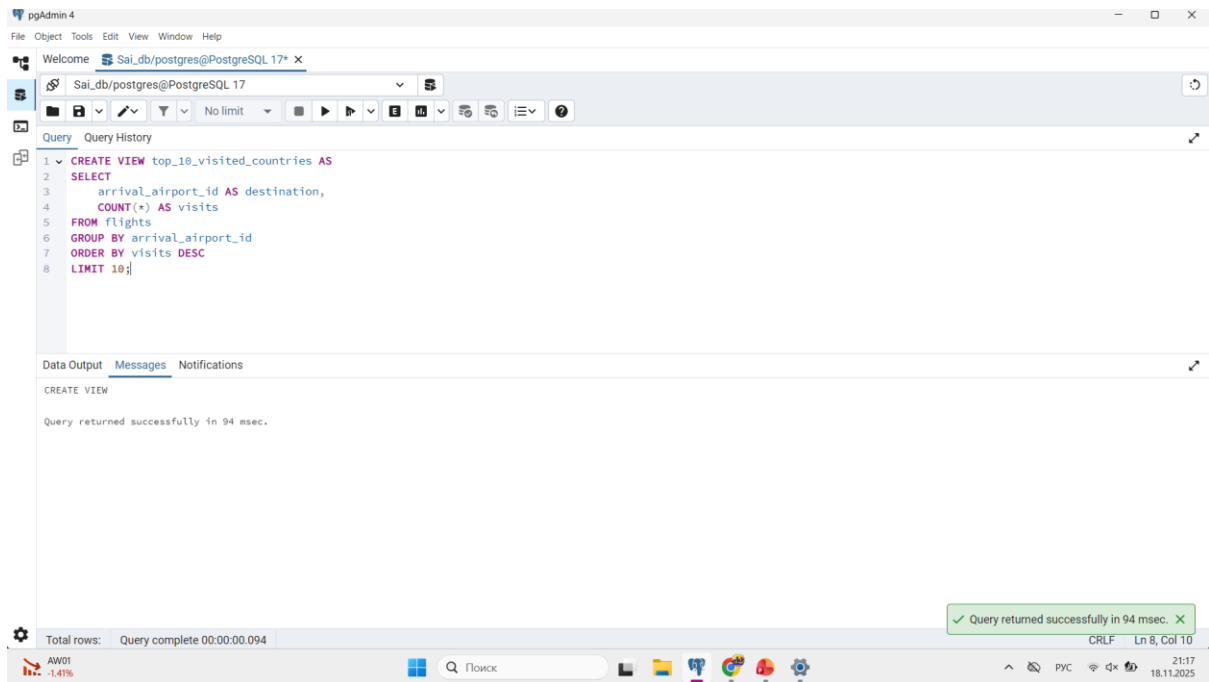 pgAdmin 4
File Object Tools Edit View Window Help
Welcome Sai_db/postgres@PostgreSQL 17* ×
Sai_db/postgres@PostgreSQL 17
No limit
Query Query History
1 CREATE VIEW top_10_visited_countries AS
2 SELECT
3 arrival_airport_id AS destination,
4 COUNT(*) AS visits
5 FROM flights
6 GROUP BY arrival_airport_id
7 ORDER BY visits DESC
8 LIMIT 10;
Data Output Messages Notifications
CREATE VIEW
Query returned successfully in 94 msec.
✓ Query returned successfully in 94 msec. ×
Total rows: Query complete 00:00:00.094
CRLF Ln 8, Col 10
AW01
-1.41%
Поиск
РУС
21:17
18.11.2025